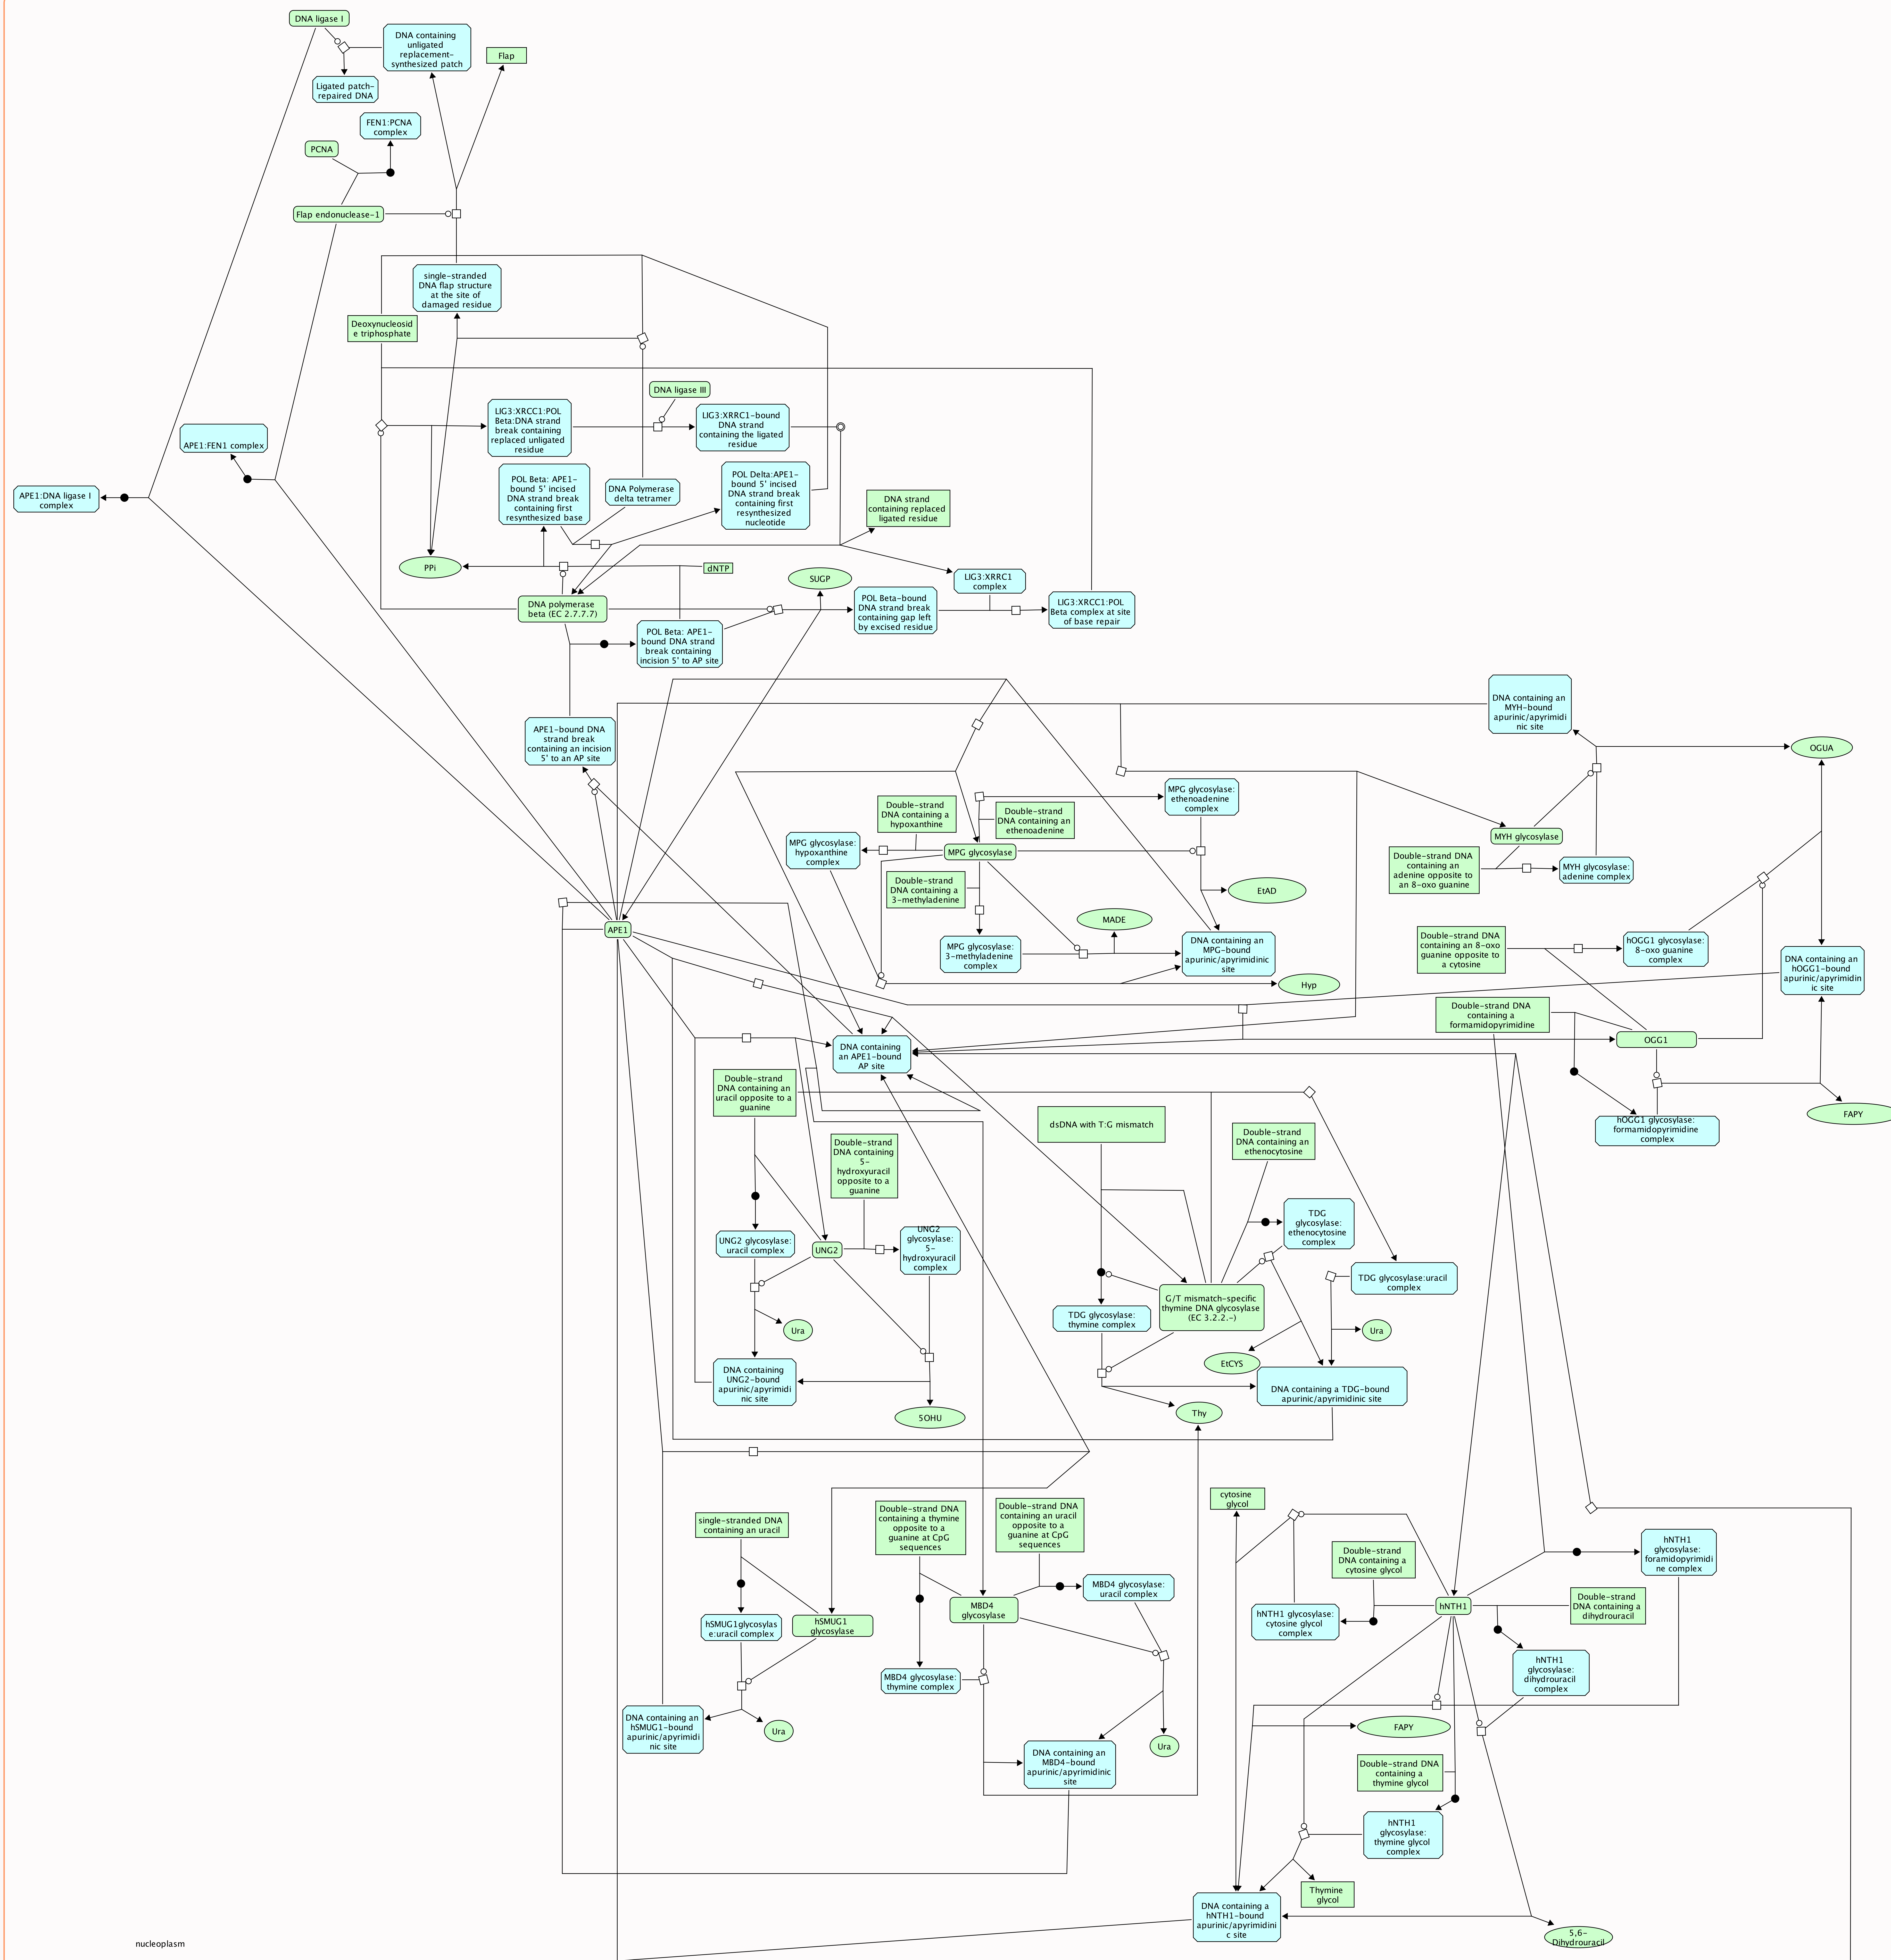 DNA ligase I
DNA containing
unligated
replacement-
synthesized patch
Flap
Ligated patch-
repaired DNA
FEN1:PCNA
complex
PCNA
Flap endonuclease-1
single-stranded
DNA flap structure
at the site of
damaged residue
Deoxynucleosid
e triphosphate
DNA ligase III
LIG3:XRCC1:POL
Beta:DNA strand
break containing
replaced unligated
residue
LIG3:XRRC1-bound
DNA strand
containing the ligated
residue
APE1:FEN1 complex
APE1:DNA ligase I
complex
POL Beta: APE1-
bound 5' incised
DNA strand break
containing first
resynthesized base
DNA Polymerase
delta tetramer
POL Delta:APE1-
bound 5' incised
DNA strand break
containing first
resynthesized
nucleotide
DNA strand
containing replaced
ligated residue
PPi
dNTP
SUGP
LIG3:XRRC1
complex
DNA polymerase
beta (EC 2.7.7.7)
POL Beta-bound
DNA strand break
containing gap left
by excised residue
LIG3:XRCC1:POL
Beta complex at site
of base repair
POL Beta: APE1-
bound DNA strand
break containing
incision 5' to AP site
APE1-bound DNA
strand break
containing an incision
5' to an AP site
DNA containing an
MYH-bound
apurinic/apyrimidi
nic site
OGUA
MPG glycosylase:
ethenoadenine
complex
Double-strand
DNA containing a
hypoxanthine
Double-strand
DNA containing an
ethenoadenine
MPG glycosylase:
hypoxanthine
complex
MPG glycosylase
MYH glycosylase
Double-strand DNA
containing an
adenine opposite to
an 8-oxo guanine
MYH glycosylase:
adenine complex
Double-strand
DNA containing a
3-methyladenine
EtAD
MADE
APE1
MPG glycosylase:
3-methyladenine
complex
DNA containing an
MPG-bound
apurinic/apyrimidinic
site
Hyp
Double-strand DNA
containing an 8-oxo
guanine opposite to
a cytosine
hOGG1 glycosylase:
8-oxo guanine
complex
DNA containing an
hOGG1-bound
apurinic/apyrimidin
ic site
Double-strand DNA
containing a
formamidopyrimidine
OGG1
DNA containing
an APE1-bound
AP site
Double-strand
DNA containing an
uracil opposite to a
guanine
FAPY
hOGG1 glycosylase:
formamidopyrimidine
complex
dsDNA with T:G mismatch
Double-strand
DNA containing an
ethenocytosine
Double-strand
DNA containing
5-
hydroxyuracil
opposite to a
guanine
TDG
glycosylase:
ethenocytosine
complex
UNG2 glycosylase:
uracil complex
UNG2
UNG2
glycosylase:
5-
hydroxyuracil
complex
TDG glycosylase:uracil
complex
TDG glycosylase:
thymine complex
G/T mismatch-specific
thymine DNA glycosylase
(EC 3.2.2.-)
Ura
Ura
EtCYS
DNA containing
UNG2-bound
apurinic/apyrimidi
nic site
DNA containing a TDG-bound
apurinic/apyrimidinic site
5OHU
Thy
cytosine
glycol
single-stranded DNA
containing an uracil
Double-strand DNA
containing a thymine
opposite to a
guanine at CpG
sequences
Double-strand DNA
containing an uracil
opposite to a
guanine at CpG
sequences
Double-strand
DNA containing a
cytosine glycol
hNTH1
glycosylase:
foramidopyrimidi
ne complex
MBD4 glycosylase:
uracil complex
hSMUG1glycosylas
e:uracil complex
hSMUG1
glycosylase
MBD4
glycosylase
hNTH1 glycosylase:
cytosine glycol
complex
hNTH1
Double-strand
DNA containing a
dihydrouracil
MBD4 glycosylase:
thymine complex
hNTH1
glycosylase:
dihydrouracil
complex
DNA containing an
hSMUG1-bound
apurinic/apyrimidi
nic site
Ura
Ura
FAPY
DNA containing an
MBD4-bound
apurinic/apyrimidinic
site
Double-strand DNA
containing a
thymine glycol
hNTH1
glycosylase:
thymine glycol
complex
Thymine
glycol
DNA containing a
hNTH1-bound
apurinic/apyrimidini
c site
5,6-
Dihydrouracil
nucleoplasm